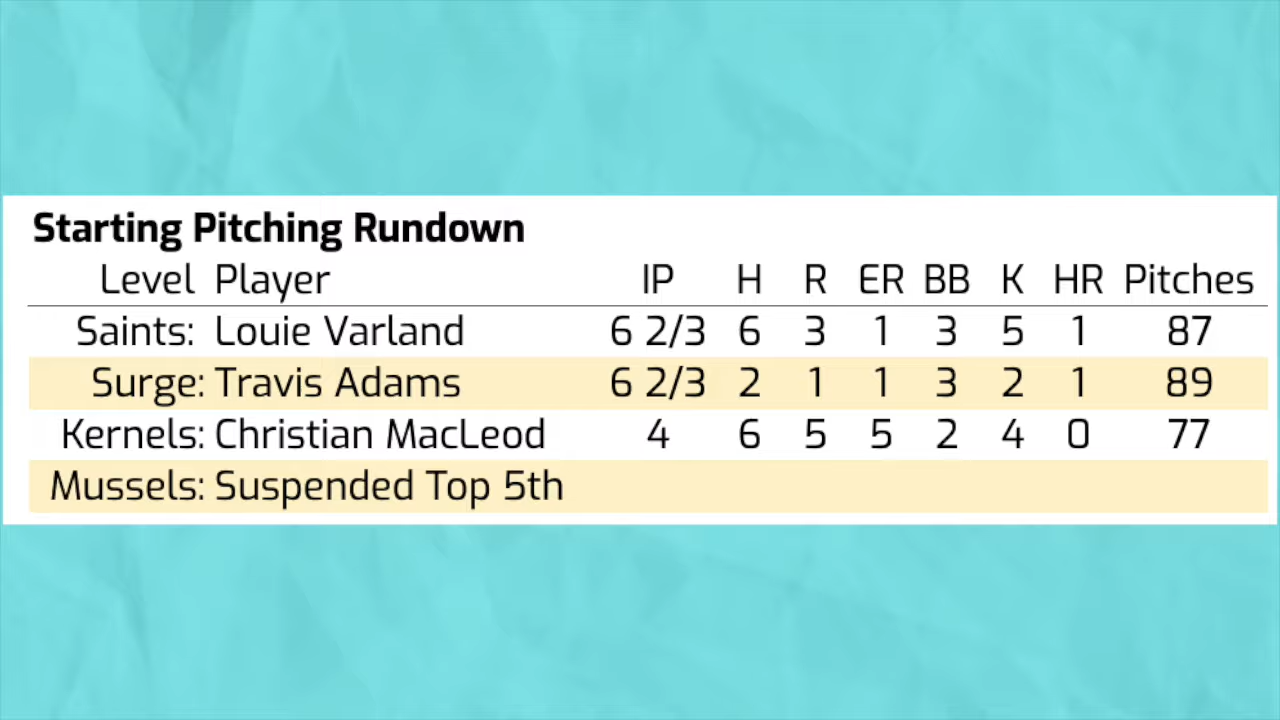 Starting Pitching Rundown
Level Player IP H R ER BB K HR Pitches
Saints: Louie Varland 6 2/3 6 3 1 3 5 1 87
Surge: Travis Adams 6 2/3 2 1 1 3 2 1 89
Kernels: Christian MacLeod 4 6 5 5 2 4 0 77
Mussels: Suspended Top 5th